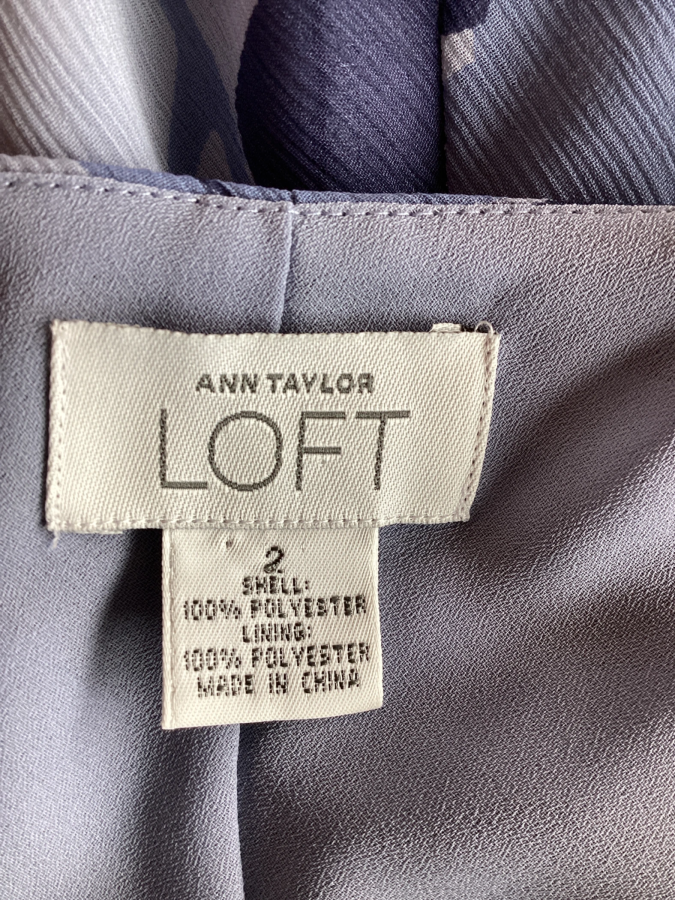 ANN TAYLOR
LOFT
2
SHELL:
100% POLYESTER
LINING:
100% POLYESTER
MADE IN CHINA